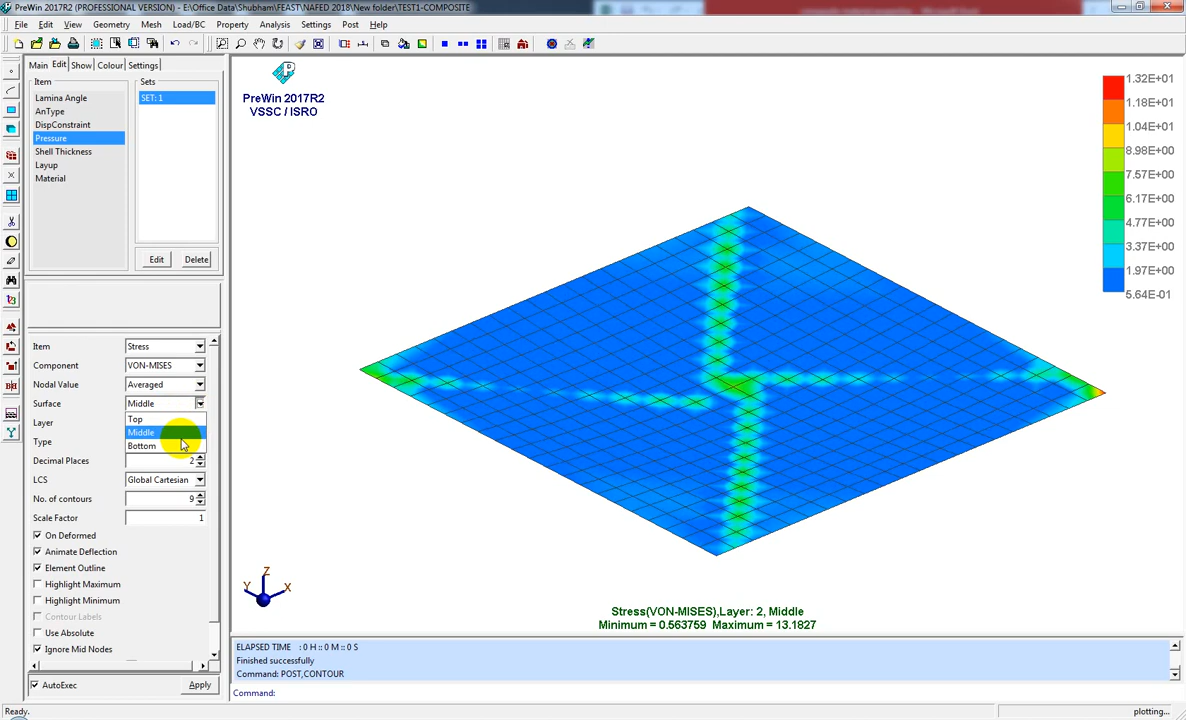 PreWin 2017R2 (PROFESSIONAL VERSION) - E:\Office Data\Shubham\FEAST\NAFED 2018\New folder\TEST1-COMPOSITE
File Edit View Geometry Mesh Load/BC Property Analysis Settings Post Help
Main Edit Show Colour Settings
Item
Lamina Angle
AnType
DispConstraint
Pressure
Shell Thickness
Layup
Material
Sets
SET: 1
Edit Delete
Item Stress
Component VON-MISES
Nodal Value Averaged
Surface Middle
Top
Layer
Middle
Type
Bottom
Decimal Places 2
LCS Global Cartesian
No. of contours 9
Scale Factor 1
On Deformed
Animate Deflection
Element Outline
Highlight Maximum
Highlight Minimum
Contour Labels
Use Absolute
Ignore Mid Nodes
AutoExec Apply
PreWin 2017R2
VSSC / ISRO
1.32E+01
1.18E+01
1.04E+01
8.98E+00
7.57E+00
6.17E+00
4.77E+00
3.37E+00
1.97E+00
5.64E-01
Z
Y X
Stress(VON-MISES),Layer: 2, Middle
Minimum = 0.563759 Maximum = 13.1827
ELAPSED TIME : 0 H :: 0 M :: 0 S
Finished successfully
Command: POST,CONTOUR
Command:
Ready. plotting...